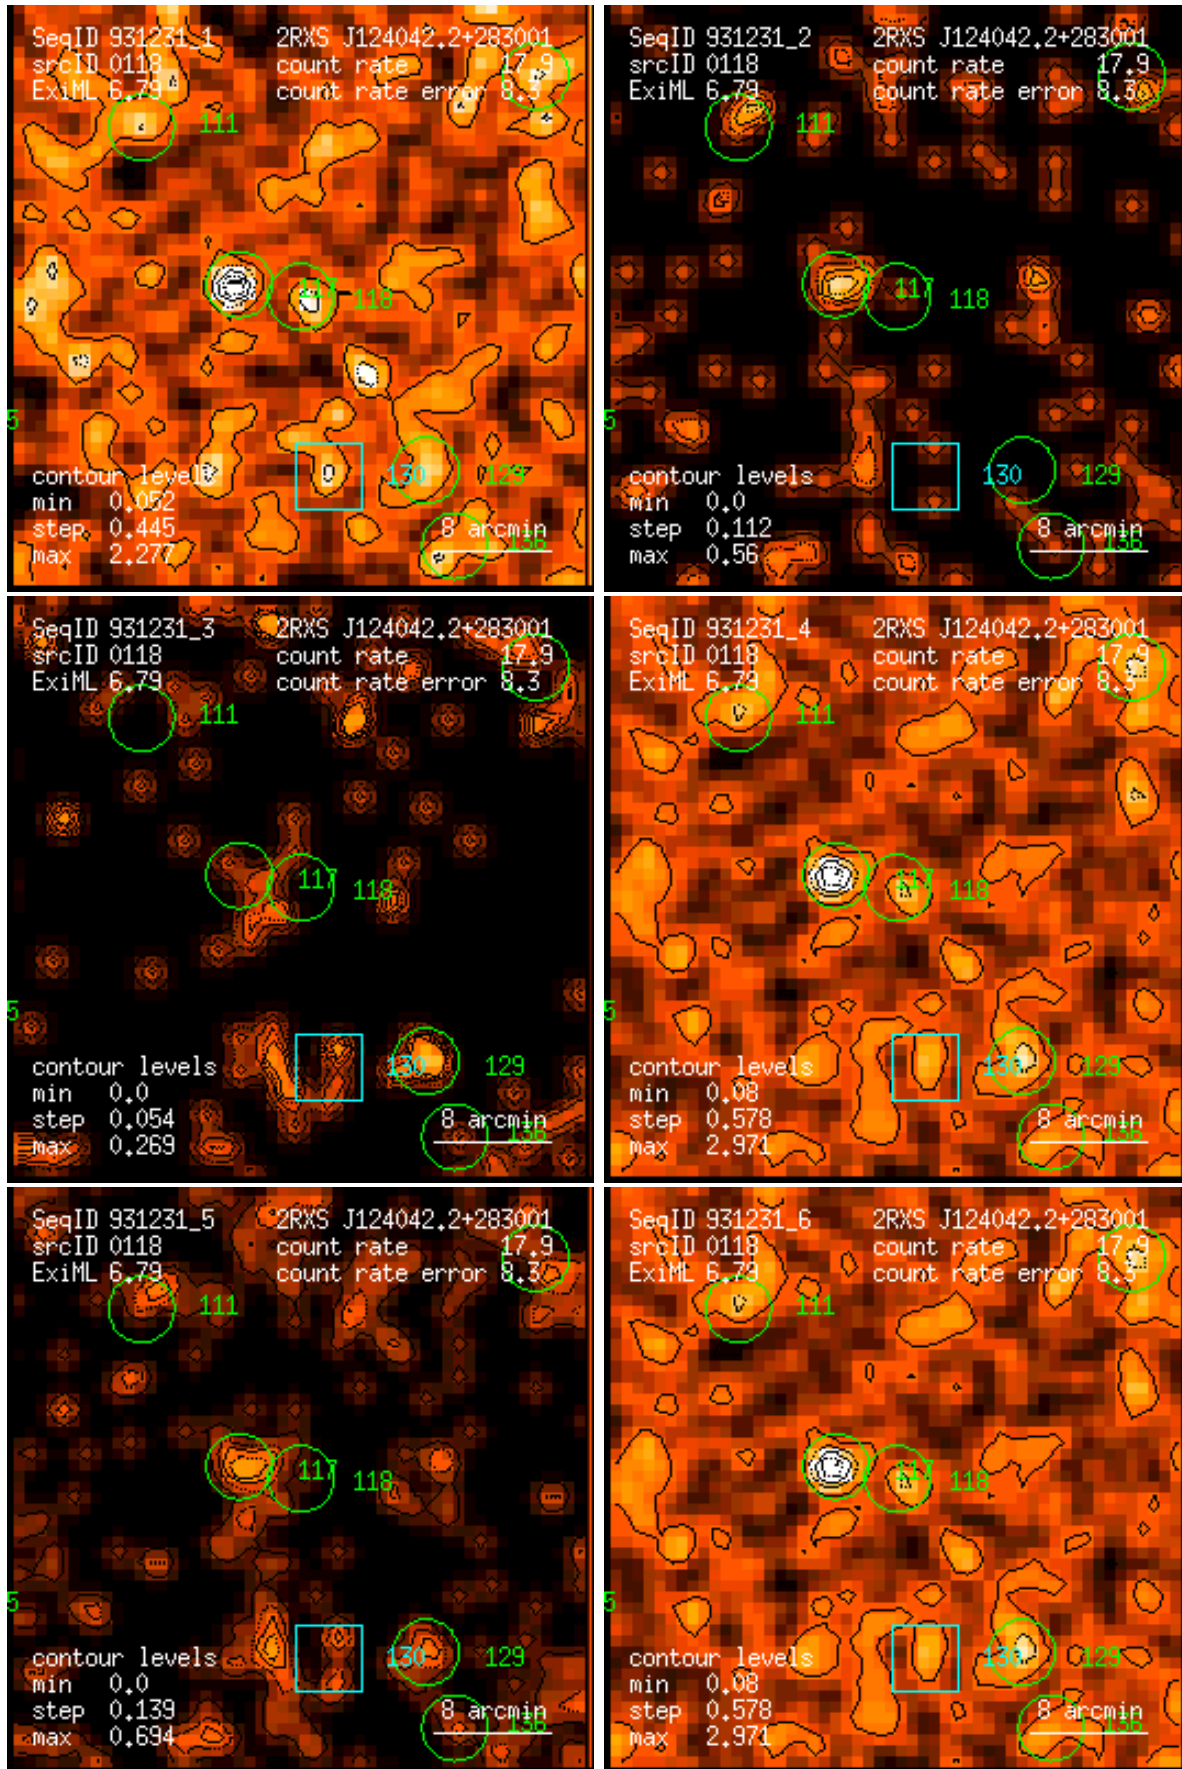 SeqID 931231_1 2RXS J124042.2+283001
srcID 0118 count rate 17.9
ExiML 6.79 count rate error 8.3
111
117
118
5
contour levels 130 129
min 0.052
step 0.445 8 arcmin
max 2.277 136
SeqID 931231_2 2RXS J124042.2+283001
srcID 0118 count rate 17.9
ExiML 6.79 count rate error 8.3
111
117
118
5
contour levels 130 129
min 0.0
step 0.112 8 arcmin
max 0.56 136
SeqID 931231_3 2RXS J124042.2+283001
srcID 0118 count rate 17.9
ExiML 6.79 count rate error 8.3
111
117
118
5
contour levels 130 129
min 0.0
step 0.054 8 arcmin
max 0.269 136
SeqID 931231_4 2RXS J124042.2+283001
srcID 0118 count rate 17.9
ExiML 6.79 count rate error 8.3
111
117
118
5
contour levels 130 129
min 0.08
step 0.578 8 arcmin
max 2.971 136
SeqID 931231_5 2RXS J124042.2+283001
srcID 0118 count rate 17.9
ExiML 6.79 count rate error 8.3
111
117
118
5
contour levels 130 129
min 0.0
step 0.139 8 arcmin
max 0.694 136
SeqID 931231_6 2RXS J124042.2+283001
srcID 0118 count rate 17.9
ExiML 6.79 count rate error 8.3
111
117
118
5
contour levels 130 129
min 0.08
step 0.578 8 arcmin
max 2.971 136